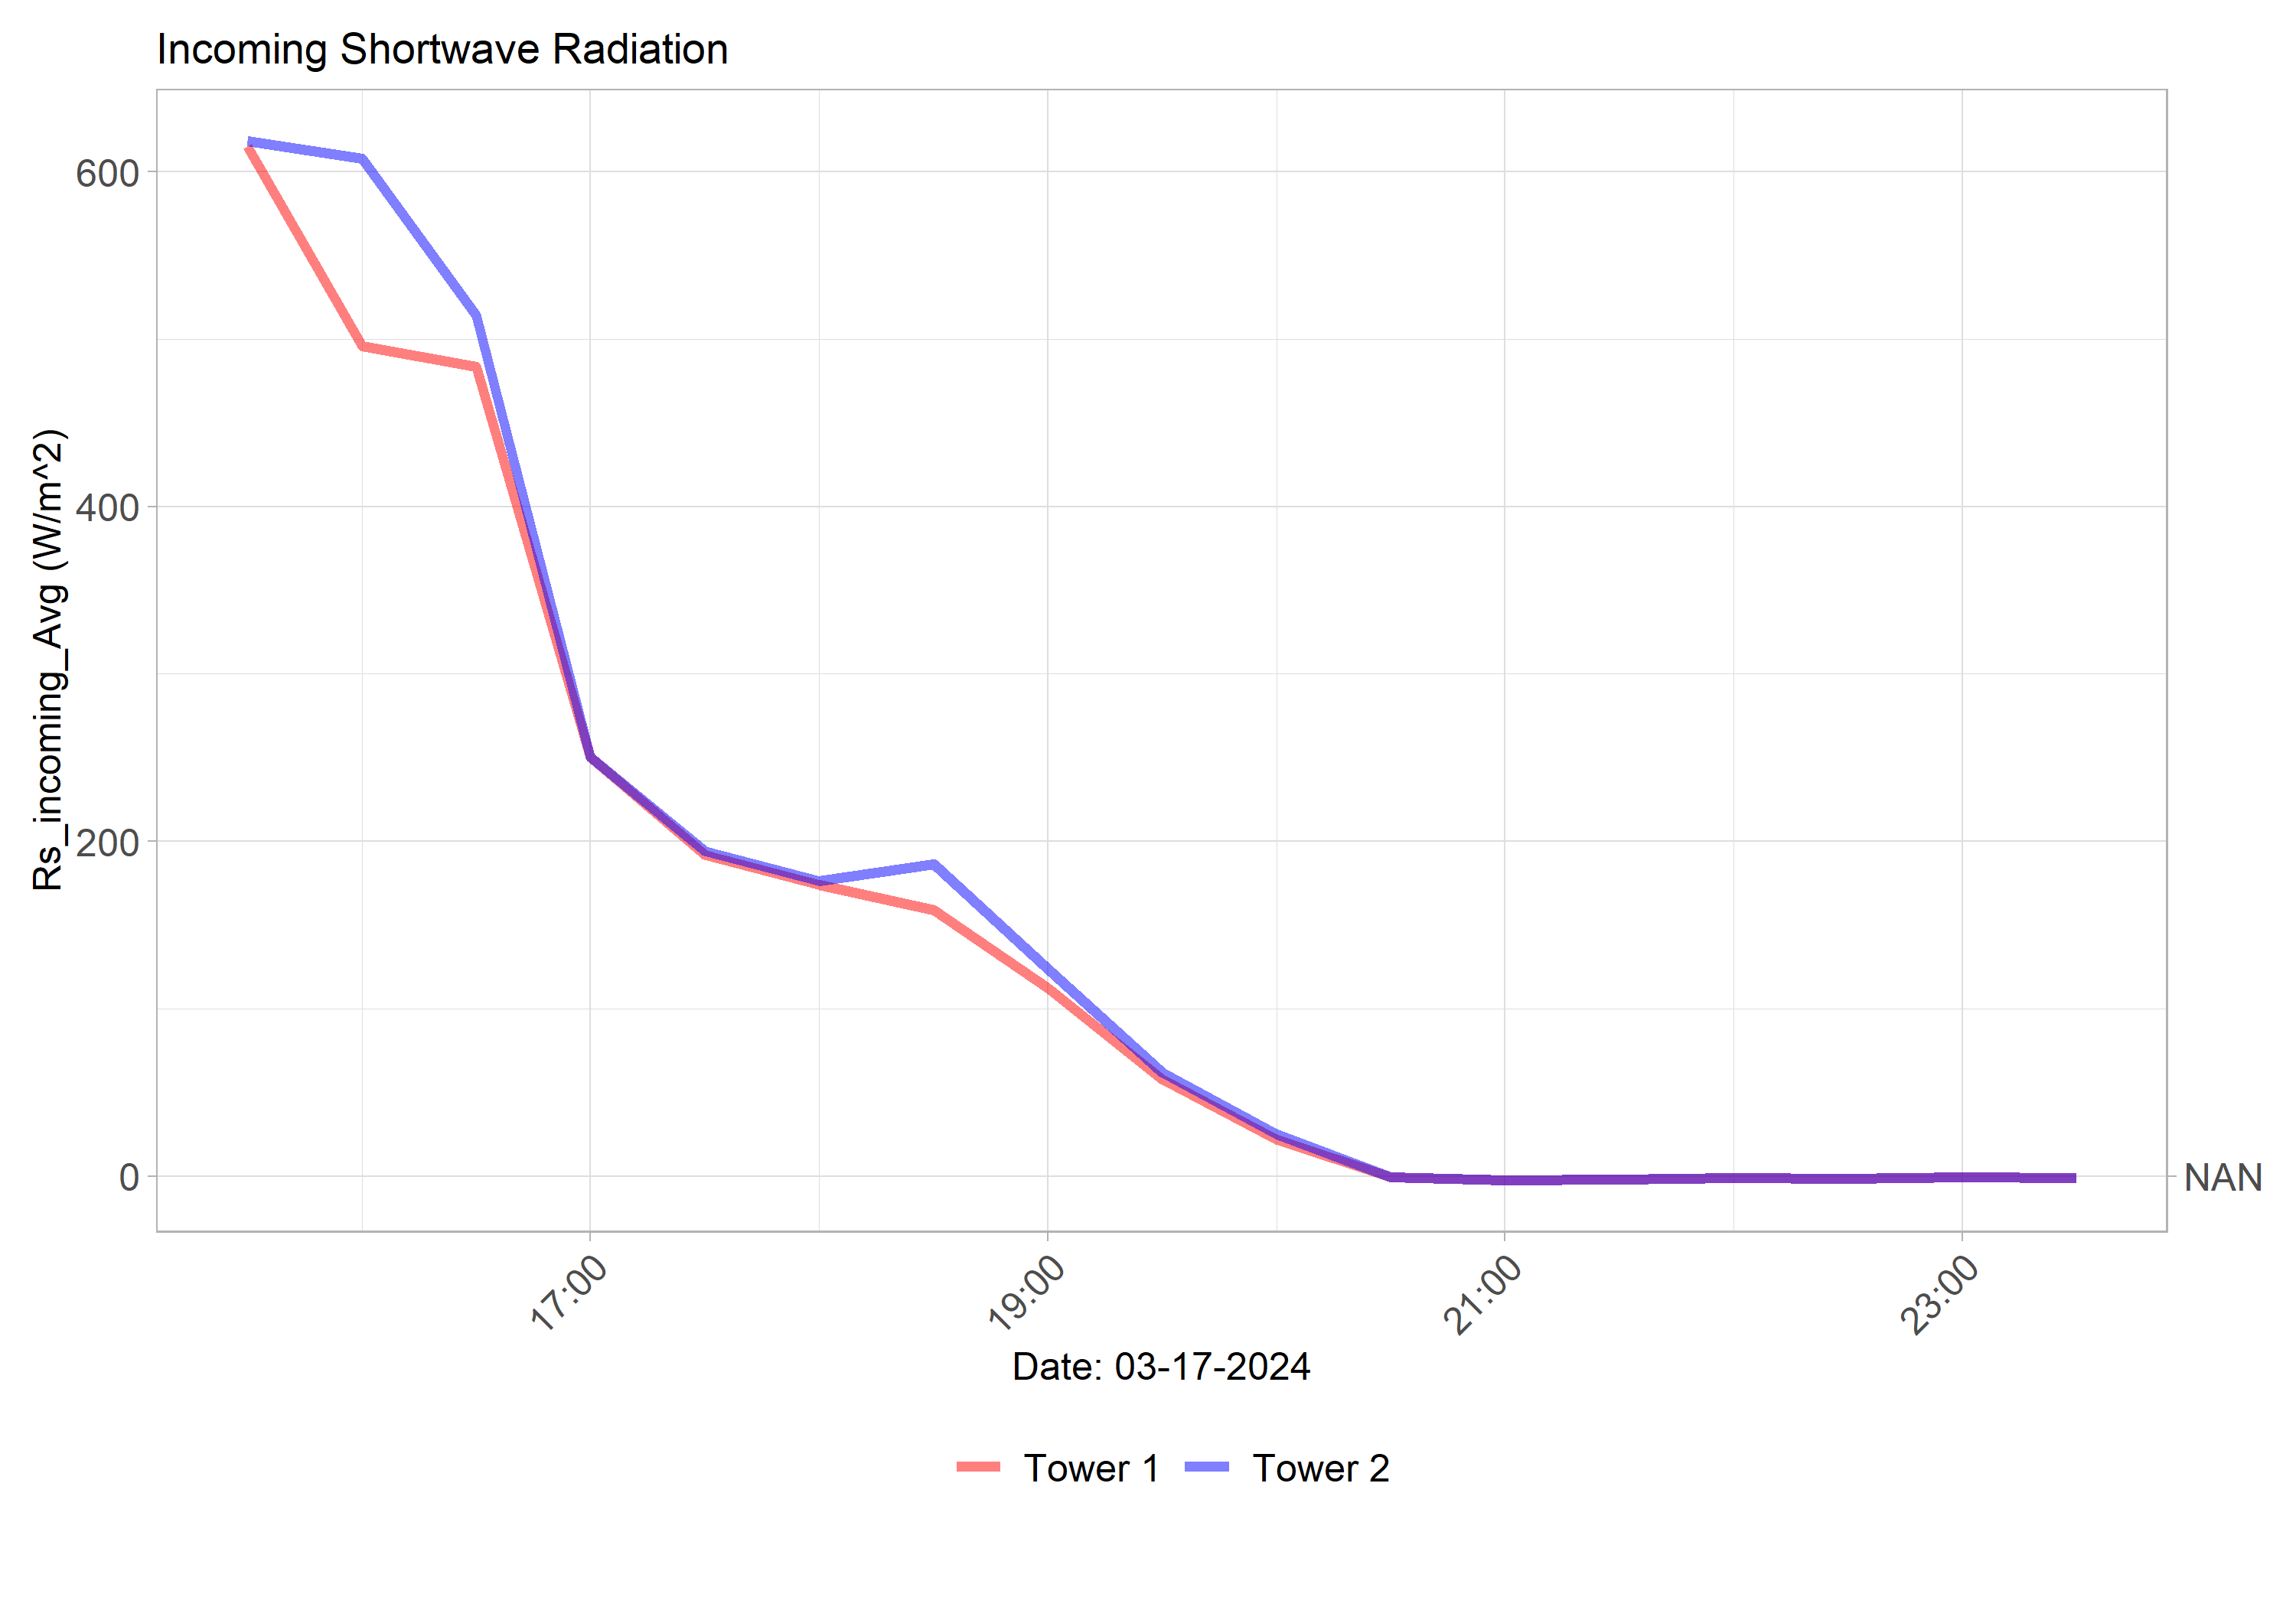 Incoming Shortwave Radiation
Rs_incoming_Avg (W/m^2)
600
400
200
0
NAN
17:00
19:00
21:00
23:00
Date: 03-17-2024
Tower 1
Tower 2